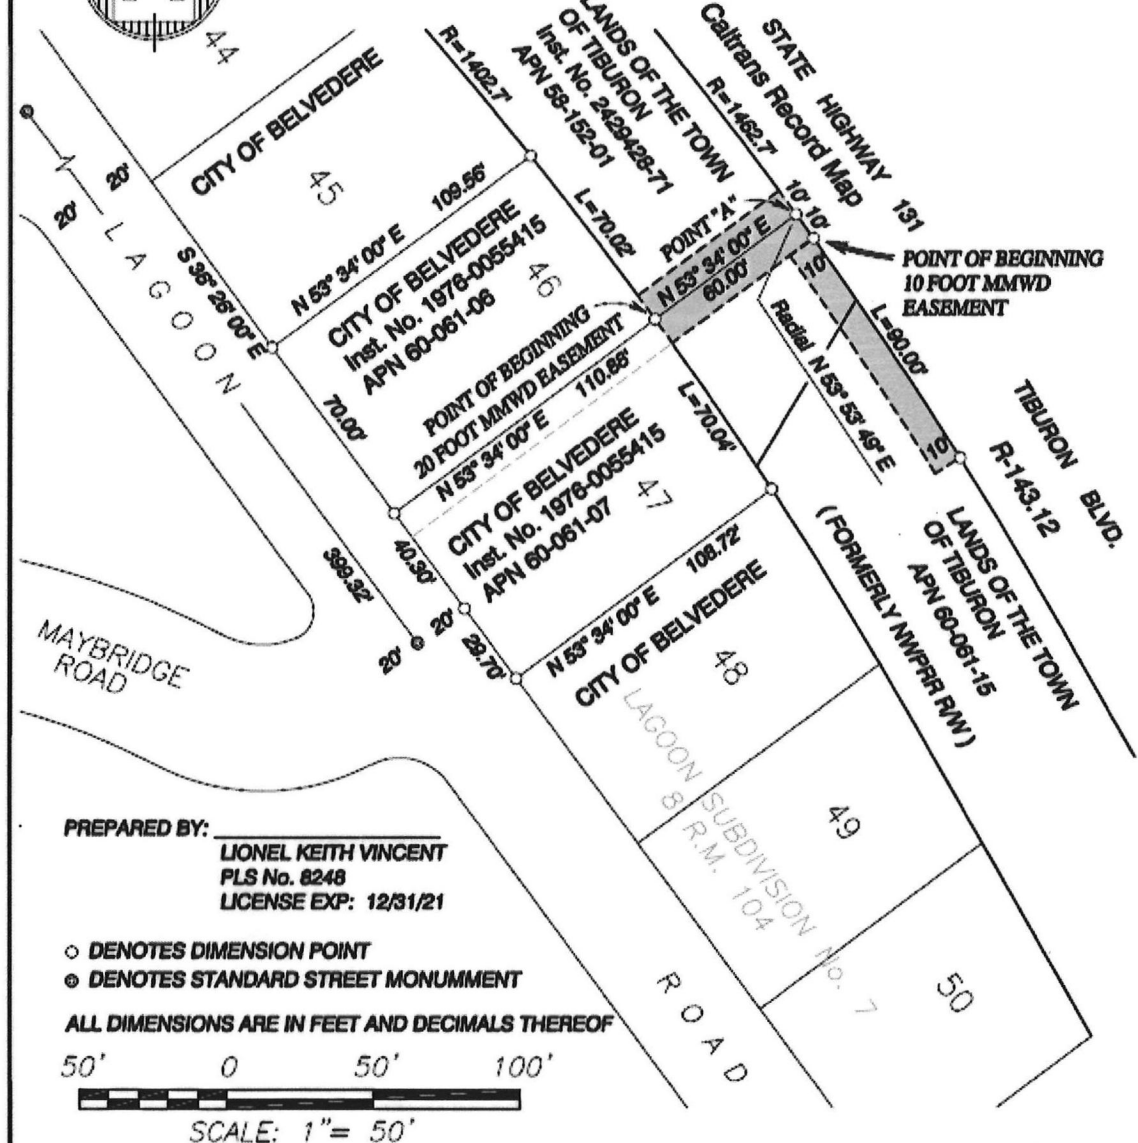 44
CITY OF BELVEDERE
45
R=1402.7'
LANDS OF THE TOWN
OF TIBURON
Inst. No. 2429428-71
APN 58-152-01
R=1462.7'
STATE HIGHWAY 131
Caltrans Record Map
20'
20'
LAGOON
S 36° 26' 00" E
N 53° 34' 00" E 109.56'
L=70.02'
POINT "A"
10' 10'
N 53° 34' 00" E
60.00'
POINT OF BEGINNING
10 FOOT MMWD
EASEMENT
CITY OF BELVEDERE
Inst. No. 1976-0055415
APN 60-061-06
46
70.00'
POINT OF BEGINNING
20 FOOT MMWD EASEMENT
N 53° 34' 00" E 110.68'
10'
L=90.00'
Radial N 53° 53' 49" E
10'
L=70.04'
TIBURON BLVD.
R-143.12
CITY OF BELVEDERE
Inst. No. 1976-0055415
APN 60-061-07
47
399.32'
40.30'
20'
20'
29.70'
N 53° 34' 00" E 108.72'
CITY OF BELVEDERE
48
(FORMERLY NWPRR R/W)
LANDS OF THE TOWN
OF TIBURON
APN 60-061-15
MAYBRIDGE
ROAD
LAGOON SUBDIVISION No. 7
8 R.M. 104
49
50
ROAD
PREPARED BY:
LIONEL KEITH VINCENT
PLS No. 8248
LICENSE EXP: 12/31/21
DENOTES DIMENSION POINT
DENOTES STANDARD STREET MONUMMENT
ALL DIMENSIONS ARE IN FEET AND DECIMALS THEREOF
50' 0 50' 100'
SCALE: 1"= 50'